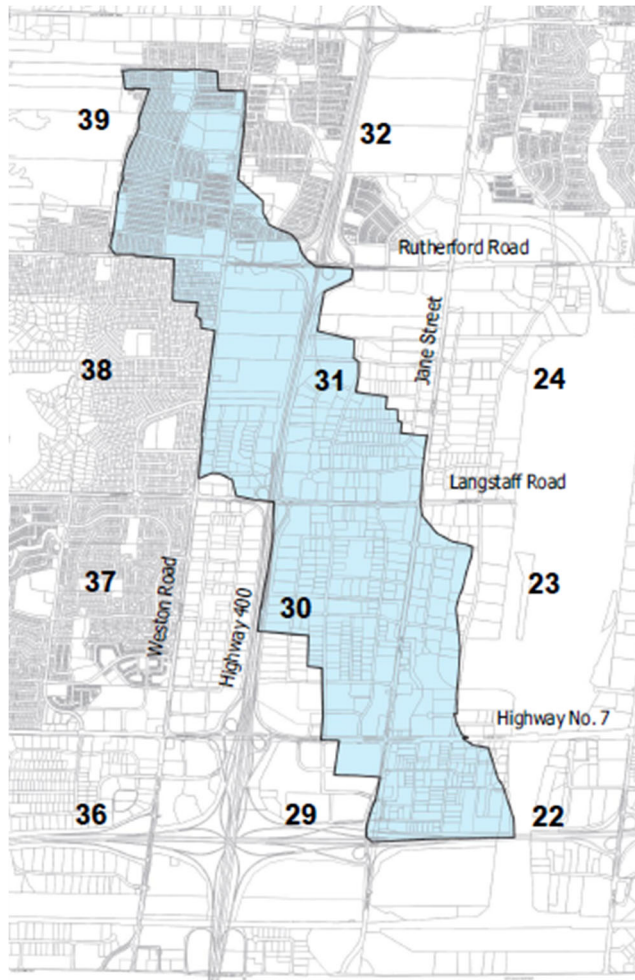 39
32
Rutherford Road
Jane Street
38
31
24
Langstaff Road
37
Weston Road
Highway 400
30
23
Highway No. 7
36
29
22